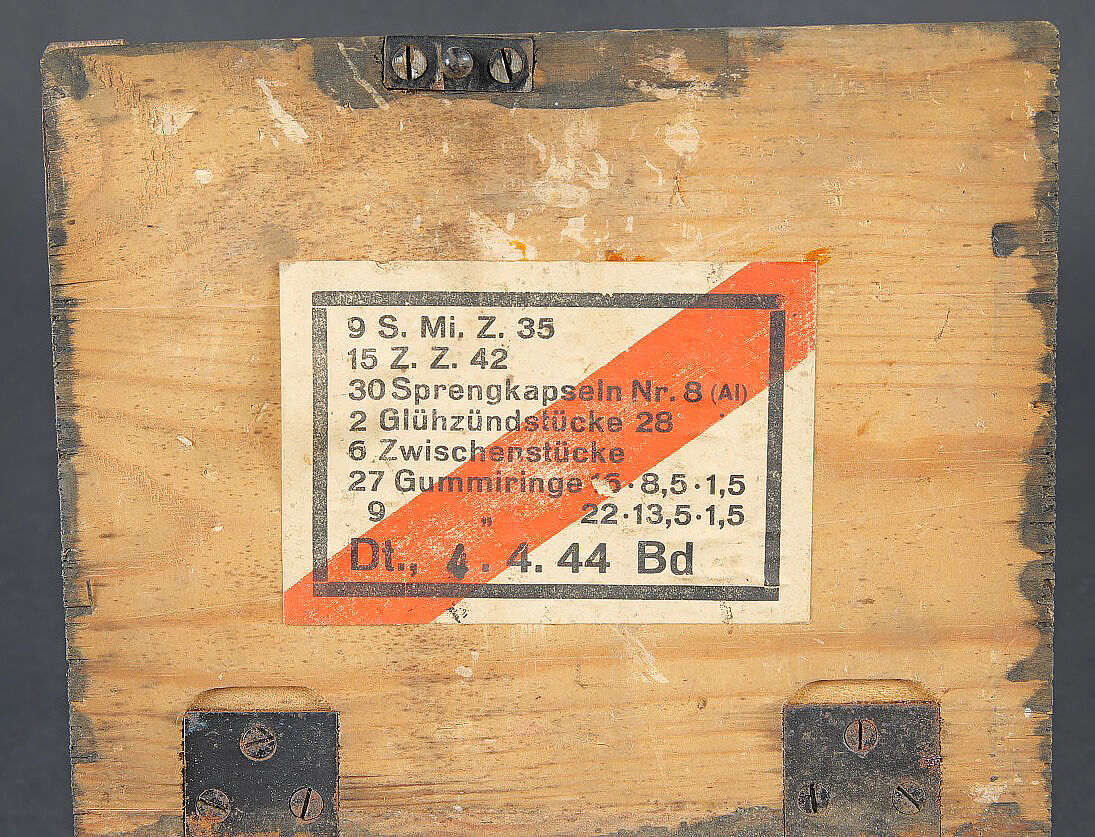 9 S. Mi. Z. 35
15 Z. Z. 42
30 Sprengkapseln Nr. 8 (Al)
2 Glühzündstücke 28
6 Zwischenstücke
27 Gummiringe 16·8,5·1,5
9 „ 22·13,5·1,5
Dt., 4. 4. 44 Bd